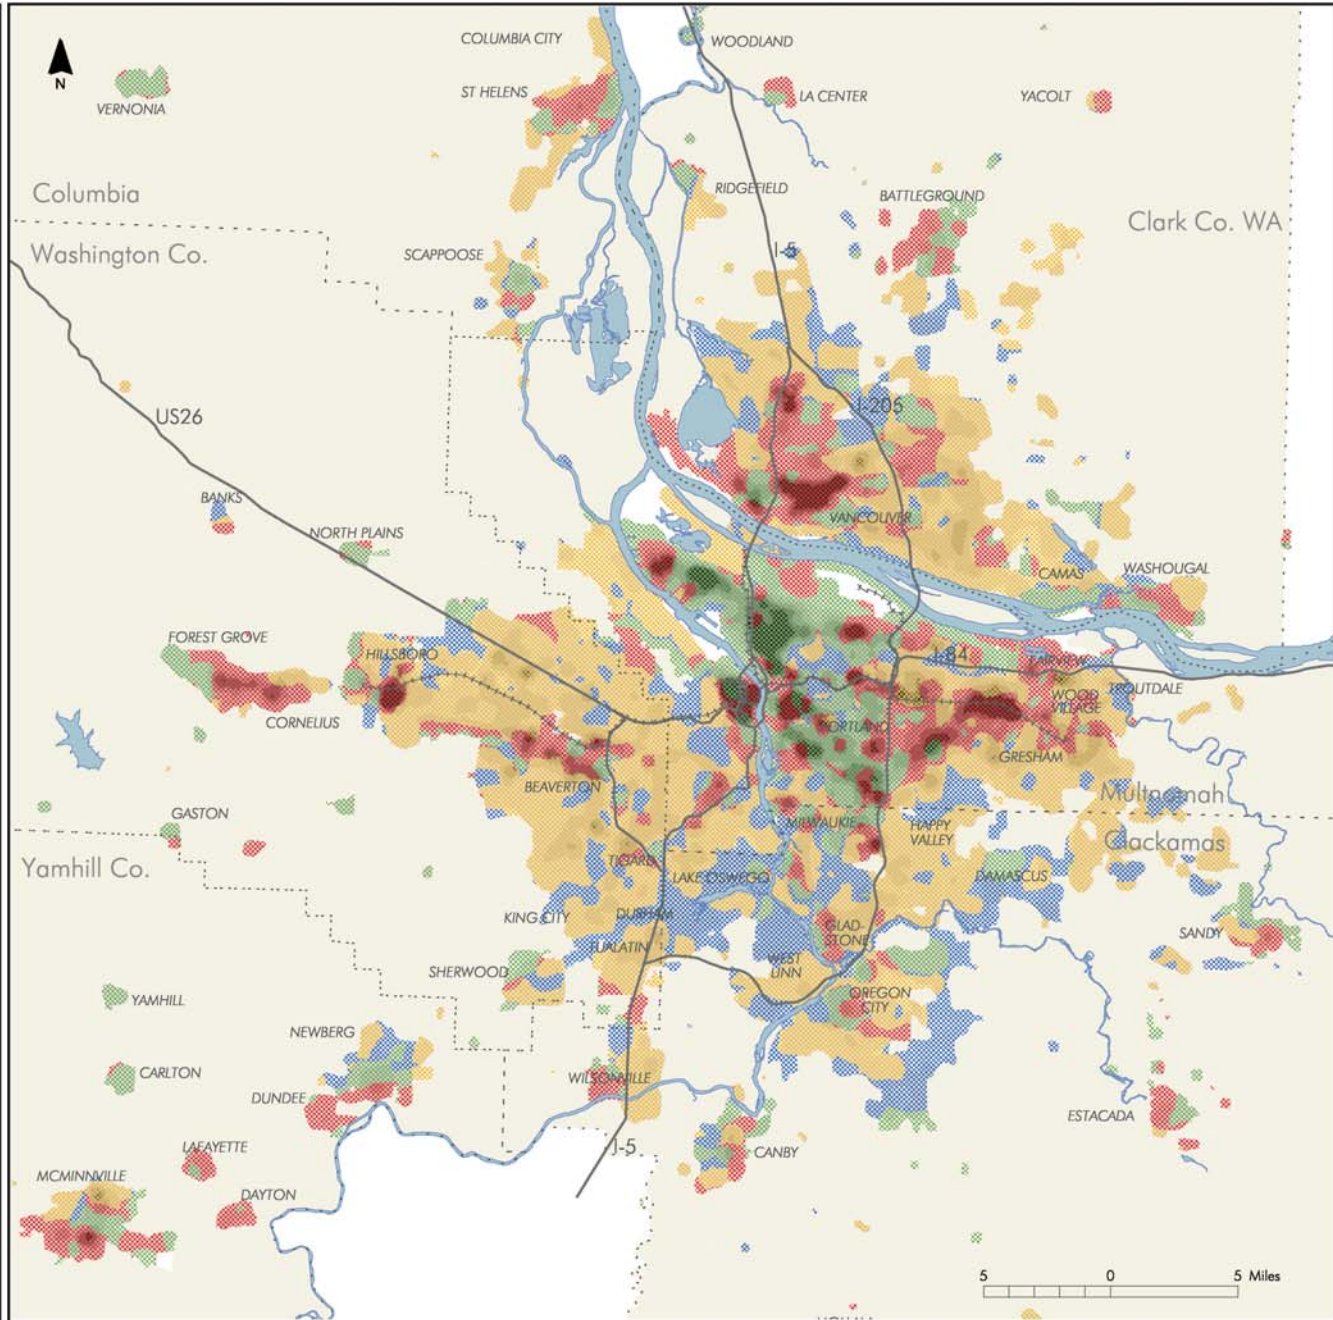 COLUMBIA CITY
WOODLAND
N
VERNONIA
ST HELENS
LA CENTER
YACOLT
Columbia
RIDGEFIELD
BATTLEGROUND
Clark Co. WA
Washington Co.
SCAPPOOSE
I-5
US26
I-205
BANKS
NORTH PLAINS
VANCOUVER
CAMAS
WASHOUGAL
FOREST GROVE
HILLSBORO
I-84
FAIRVIEW
TROUTDALE
WOOD
VILLAGE
CORNELIUS
PORTLAND
GRESHAM
BEAVERTON
Multnomah
GASTON
MILWAUKIE
HAPPY
VALLEY
Clackamas
Yamhill Co.
TIGARD
LAKE OSWEGO
DAMASCUS
KING CITY
DURHAM
GLAD-
STONE
SANDY
TUALATIN
WEST
LINN
SHERWOOD
OREGON
CITY
YAMHILL
NEWBERG
CARLTON
WILSONVILLE
DUNDEE
ESTACADA
I-5
CANBY
LAFAYETTE
MCMINNVILLE
DAYTON
5 0 5 Miles